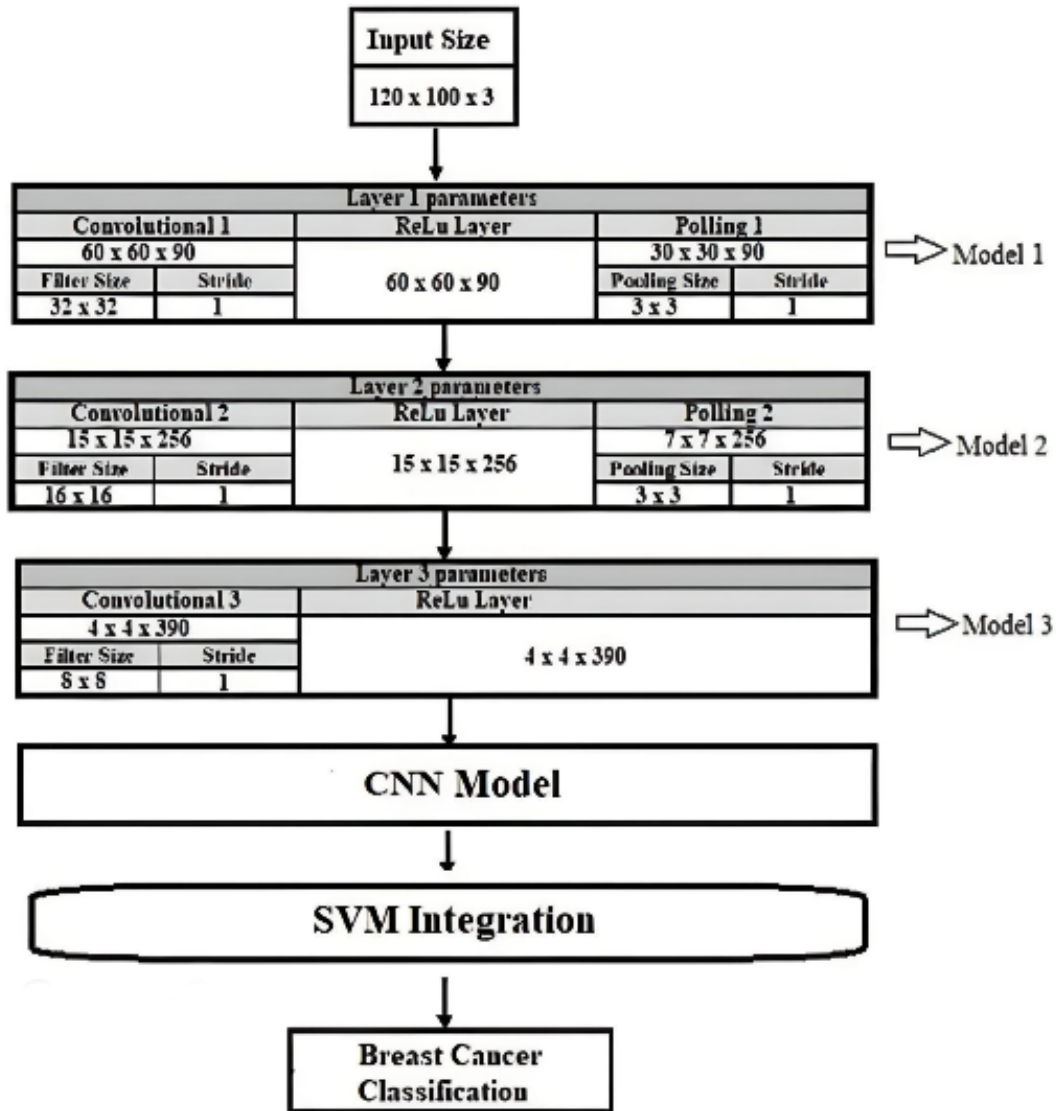 Input Size
120 x 100 x 3
Layer 1 parameters
Convolutional 1 ReLu Layer Polling 1
60 x 60 x 90 30 x 30 x 90
Model 1
Filter Size Stride 60 x 60 x 90 Pooling Size Stride
32 x 32 1 3 x 3 1
Layer 2 parameters
Convolutional 2 ReLu Layer Polling 2
15 x 15 x 256 7 x 7 x 256
Model 2
Filter Size Stride 15 x 15 x 256 Pooling Size Stride
16 x 16 1 3 x 3 1
Layer 3 parameters
Convolutional 3 ReLu Layer
4 x 4 x 390
Model 3
Filter Size Stride 4 x 4 x 390
8 x 8 1
CNN Model
SVM Integration
Breast Cancer
Classification